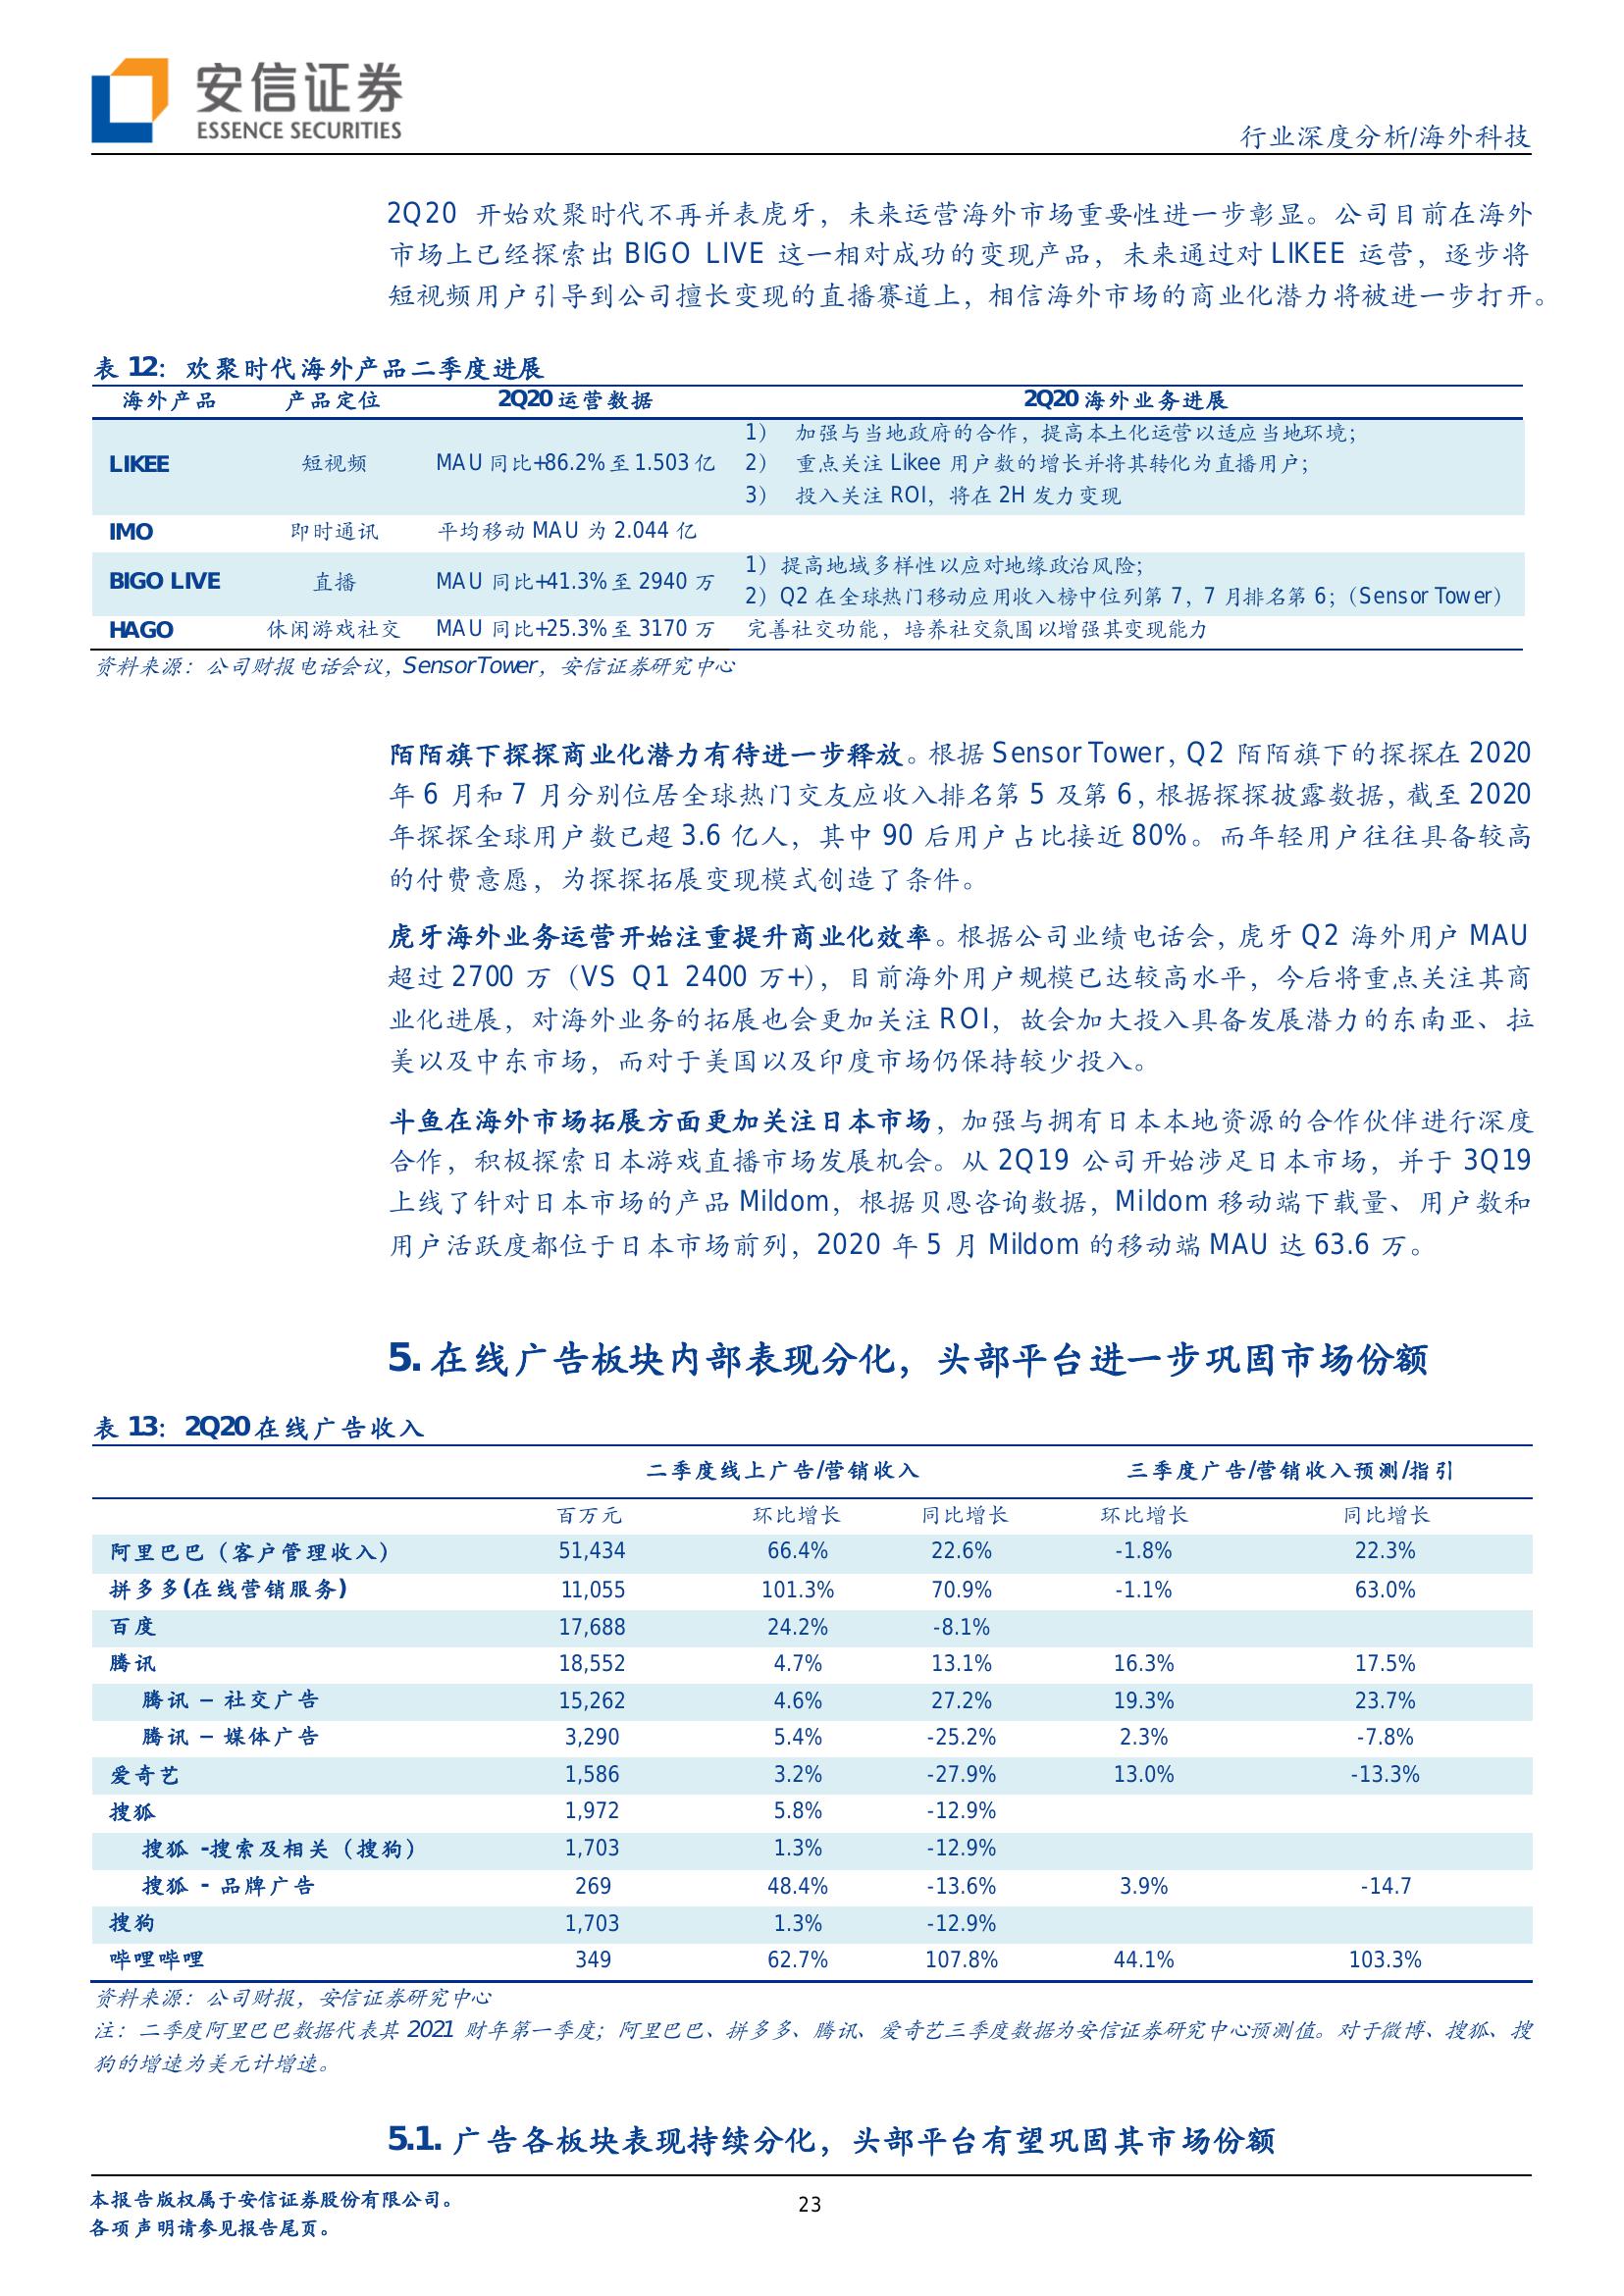 安信证券
ESSENCE SECURITIES
行业深度分析/海外科技
2Q20 开始欢聚时代不再并表虎牙，未来运营海外市场重要性进一步彰显。公司目前在海外
市场上已经探索出 BIGO LIVE 这一相对成功的变现产品，未来通过对 LIKEE 运营，逐步将
短视频用户引导到公司擅长变现的直播赛道上，相信海外市场的商业化潜力将被进一步打开。
表 12：欢聚时代海外产品二季度进展
海外产品 产品定位 2Q20 运营数据 2Q20 海外业务进展
LIKEE 短视频 MAU 同比+86.2%至 1.503 亿 1） 加强与当地政府的合作，提高本土化运营以适应当地环境；
2） 重点关注 Likee 用户数的增长并将其转化为直播用户；
3） 投入关注 ROI，将在 2H 发力变现
IMO 即时通讯 平均移动 MAU 为 2.044 亿
BIGO LIVE 直播 MAU 同比+41.3%至 2940 万 1）提高地域多样性以应对地缘政治风险；
2）Q2 在全球热门移动应用收入榜中位列第 7，7 月排名第 6；（Sensor Tower）
HAGO 休闲游戏社交 MAU 同比+25.3%至 3170 万 完善社交功能，培养社交氛围以增强其变现能力
资料来源：公司财报电话会议，SensorTower，安信证券研究中心
陌陌旗下探探商业化潜力有待进一步释放。根据 Sensor Tower，Q2 陌陌旗下的探探在 2020
年 6 月和 7 月分别位居全球热门交友应收入排名第 5 及第 6，根据探探披露数据，截至 2020
年探探全球用户数已超 3.6 亿人，其中 90 后用户占比接近 80%。而年轻用户往往具备较高
的付费意愿，为探探拓展变现模式创造了条件。
虎牙海外业务运营开始注重提升商业化效率。根据公司业绩电话会，虎牙 Q2 海外用户 MAU
超过 2700 万（VS Q1 2400 万+），目前海外用户规模已达较高水平，今后将重点关注其商
业化进展，对海外业务的拓展也会更加关注 ROI，故会加大投入具备发展潜力的东南亚、拉
美以及中东市场，而对于美国以及印度市场仍保持较少投入。
斗鱼在海外市场拓展方面更加关注日本市场，加强与拥有日本本地资源的合作伙伴进行深度
合作，积极探索日本游戏直播市场发展机会。从 2Q19 公司开始涉足日本市场，并于 3Q19
上线了针对日本市场的产品 Mildom，根据贝恩咨询数据，Mildom 移动端下载量、用户数和
用户活跃度都位于日本市场前列，2020 年 5 月 Mildom 的移动端 MAU 达 63.6 万。
5. 在线广告板块内部表现分化，头部平台进一步巩固市场份额
表 13：2Q20 在线广告收入
二季度线上广告/营销收入 三季度广告/营销收入预测/指引
百万元 环比增长 同比增长 环比增长 同比增长
阿里巴巴（客户管理收入） 51,434 66.4% 22.6% -1.8% 22.3%
拼多多(在线营销服务) 11,055 101.3% 70.9% -1.1% 63.0%
百度 17,688 24.2% -8.1%
腾讯 18,552 4.7% 13.1% 16.3% 17.5%
腾讯 – 社交广告 15,262 4.6% 27.2% 19.3% 23.7%
腾讯 – 媒体广告 3,290 5.4% -25.2% 2.3% -7.8%
爱奇艺 1,586 3.2% -27.9% 13.0% -13.3%
搜狐 1,972 5.8% -12.9%
搜狐 -搜索及相关（搜狗） 1,703 1.3% -12.9%
搜狐 - 品牌广告 269 48.4% -13.6% 3.9% -14.7
搜狗 1,703 1.3% -12.9%
哔哩哔哩 349 62.7% 107.8% 44.1% 103.3%
资料来源：公司财报，安信证券研究中心
注：二季度阿里巴巴数据代表其 2021 财年第一季度；阿里巴巴、拼多多、腾讯、爱奇艺三季度数据为安信证券研究中心预测值。对于微博、搜狐、搜
狗的增速为美元计增速。
5.1. 广告各板块表现持续分化，头部平台有望巩固其市场份额
本报告版权属于安信证券股份有限公司。
各项声明请参见报告尾页。
23